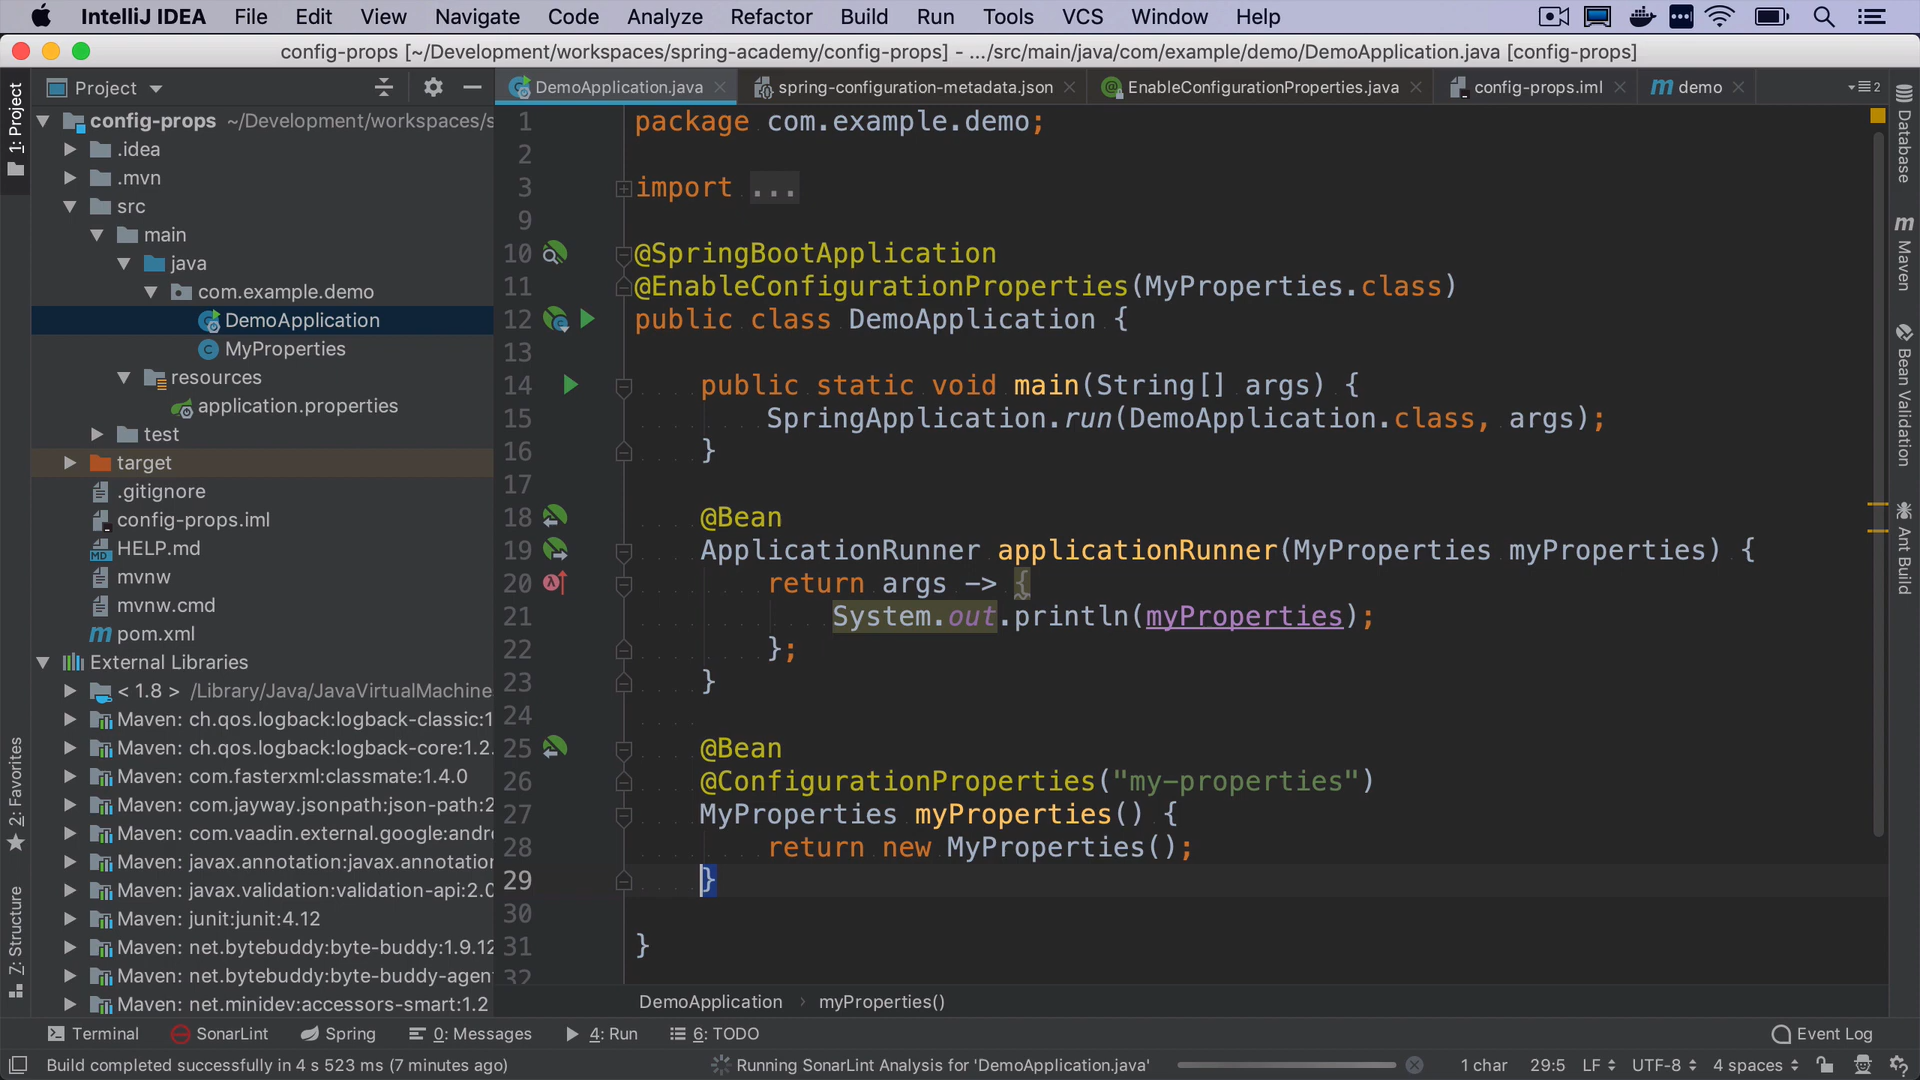 IntelliJ IDEA File Edit View Navigate Code Analyze Refactor Build Run Tools VCS Window Help
config-props [~/Development/workspaces/spring-academy/config-props] - .../src/main/java/com/example/demo/DemoApplication.java [config-props]
Project
DemoApplication.java spring-configuration-metadata.json EnableConfigurationProperties.java config-props.iml demo 2
1: Project
2: Favorites
7: Structure
config-props ~/Development/workspaces/s
.idea
.mvn
src
main
java
com.example.demo
DemoApplication
MyProperties
resources
application.properties
test
target
.gitignore
config-props.iml
HELP.md
mvnw
mvnw.cmd
pom.xml
External Libraries
< 1.8 > /Library/Java/JavaVirtualMachine
Maven: ch.qos.logback:logback-classic:1
Maven: ch.qos.logback:logback-core:1.2.
Maven: com.fasterxml:classmate:1.4.0
Maven: com.jayway.jsonpath:json-path:2
Maven: com.vaadin.external.google:andro
Maven: javax.annotation:javax.annotation
Maven: javax.validation:validation-api:2.0
Maven: junit:junit:4.12
Maven: net.bytebuddy:byte-buddy:1.9.12
Maven: net.bytebuddy:byte-buddy-agent
Maven: net.minidev:accessors-smart:1.2
1 package com.example.demo;
2
3 import ...
9
10 @SpringBootApplication
11 @EnableConfigurationProperties(MyProperties.class)
12 public class DemoApplication {
13
14 public static void main(String[] args) {
15 SpringApplication.run(DemoApplication.class, args);
16 }
17
18 @Bean
19 ApplicationRunner applicationRunner(MyProperties myProperties) {
20 return args -> {
21 System.out.println(myProperties);
22 };
23 }
24
25 @Bean
26 @ConfigurationProperties("my-properties")
27 MyProperties myProperties() {
28 return new MyProperties();
29 }
30
31 }
32
Database
Maven
Bean Validation
Ant Build
DemoApplication › myProperties()
Terminal SonarLint Spring 0: Messages 4: Run 6: TODO Event Log
Build completed successfully in 4 s 523 ms (7 minutes ago) Running SonarLint Analysis for 'DemoApplication.java' 1 char 29:5 LF UTF-8 4 spaces